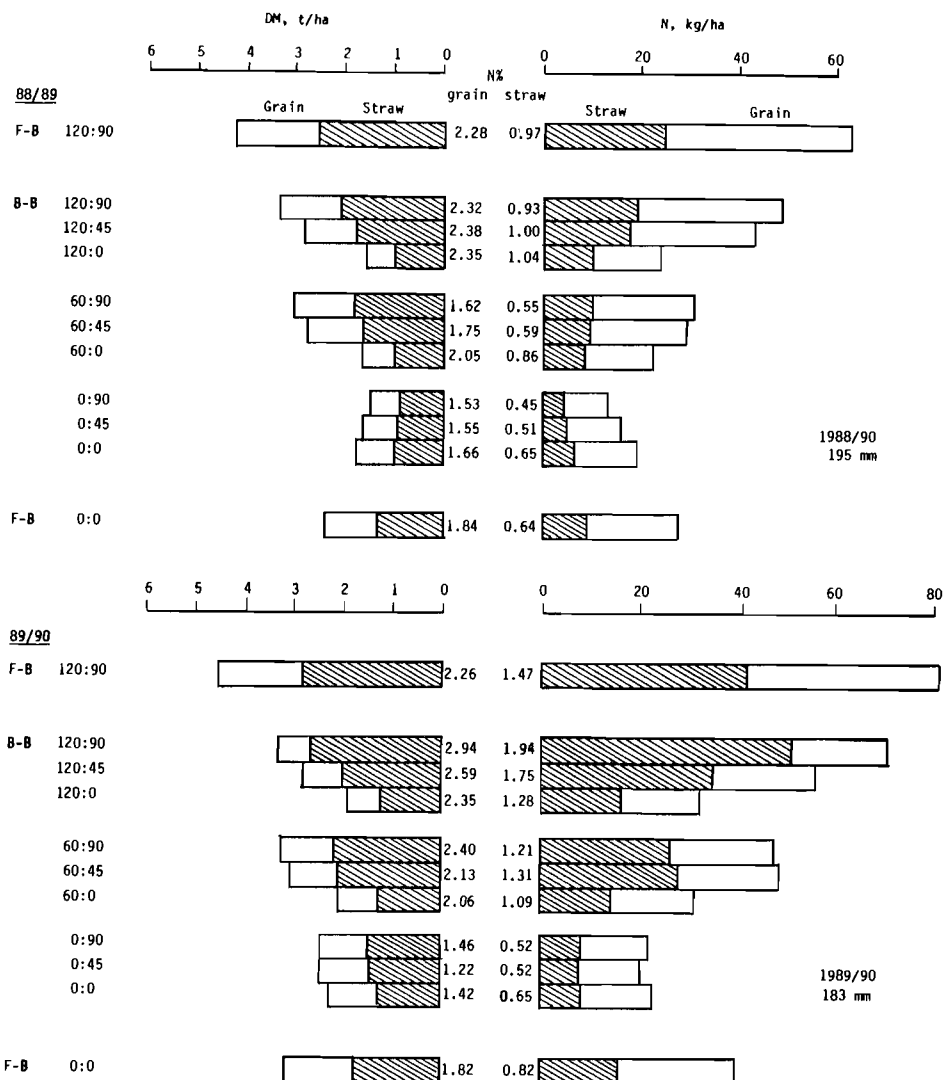 DM, t/ha N, kg/ha
6 5 4 3 2 1 0 0 20 40 60
N%
88/89 grain straw
Grain Straw Straw Grain
F-B 120:90 2.28 0.97
B-B 120:90 2.32 0.93
120:45 2.38 1.00
120:0 2.35 1.04
60:90 1.62 0.55
60:45 1.75 0.59
60:0 2.05 0.86
0:90 1.53 0.45
0:45 1.55 0.51
0:0 1.66 0.65
1988/90
195 mm
F-B 0:0 1.84 0.64
6 5 4 3 2 1 0 0 20 40 60 80
89/90
F-B 120:90 2.26 1.47
B-B 120:90 2.94 1.94
120:45 2.59 1.75
120:0 2.35 1.28
60:90 2.40 1.21
60:45 2.13 1.31
60:0 2.06 1.09
0:90 1.46 0.52
0:45 1.22 0.52
0:0 1.42 0.65
1989/90
183 mm
F-B 0:0 1.82 0.82